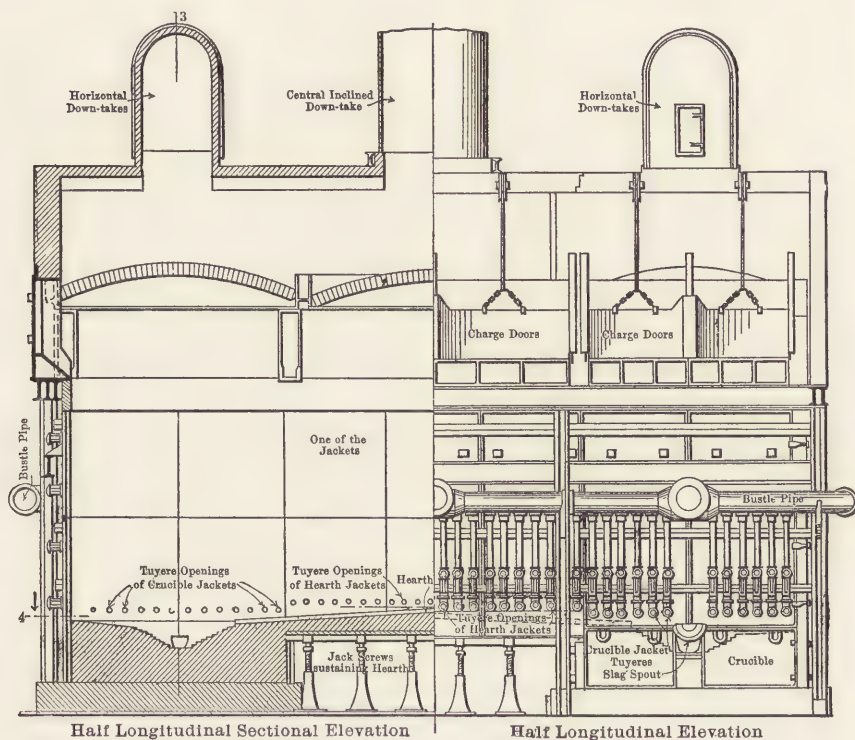 3
Horizontal
Down-takes
Central Inclined
Down-take
Horizontal
Down-takes
Charge Doors
Charge Doors
Bustle Pipe
One of the
Jackets
Bustle Pipe
Tuyere Openings
of Crucible Jackets
Tuyere Openings
of Hearth Jackets
Hearth
4
Tuyere Openings
of Hearth Jackets
Jack Screws
sustaining Hearth
Crucible Jacket
Tuyeres
Slag Spout
Crucible
Half Longitudinal Sectional Elevation
Half Longitudinal Elevation